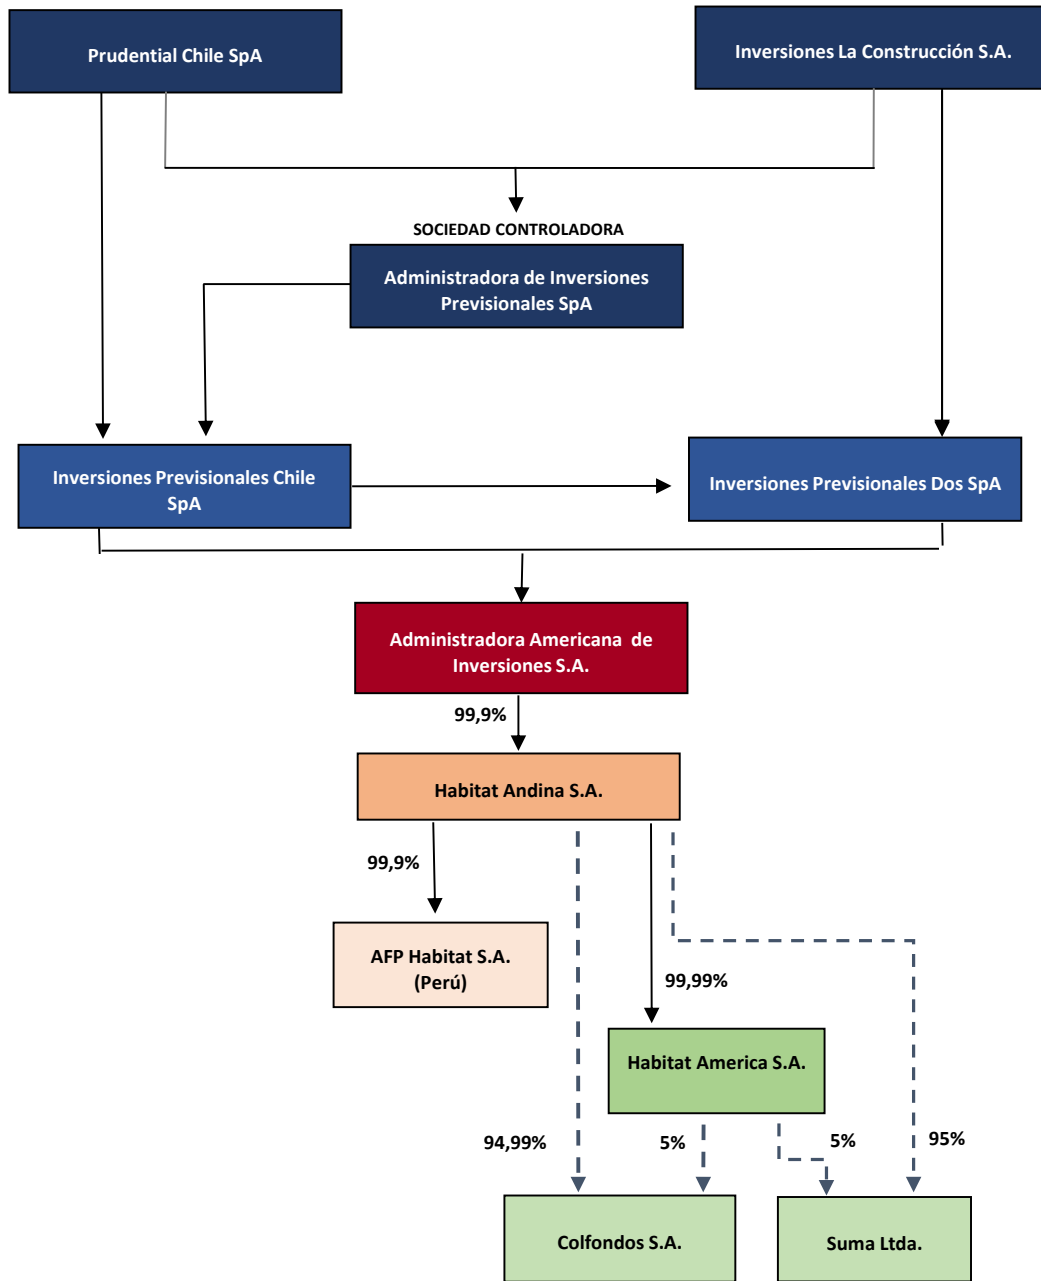 Prudential Chile SpA
Inversiones La Construcción S.A.
SOCIEDAD CONTROLADORA
Administradora de Inversiones
Previsionales SpA
Inversiones Previsionales Chile
SpA
Inversiones Previsionales Dos SpA
Administradora Americana de
Inversiones S.A.
99,9%
Habitat Andina S.A.
99,9%
AFP Habitat S.A.
(Perú)
99,99%
Habitat America S.A.
94,99%
5%
5%
95%
Colfondos S.A.
Suma Ltda.